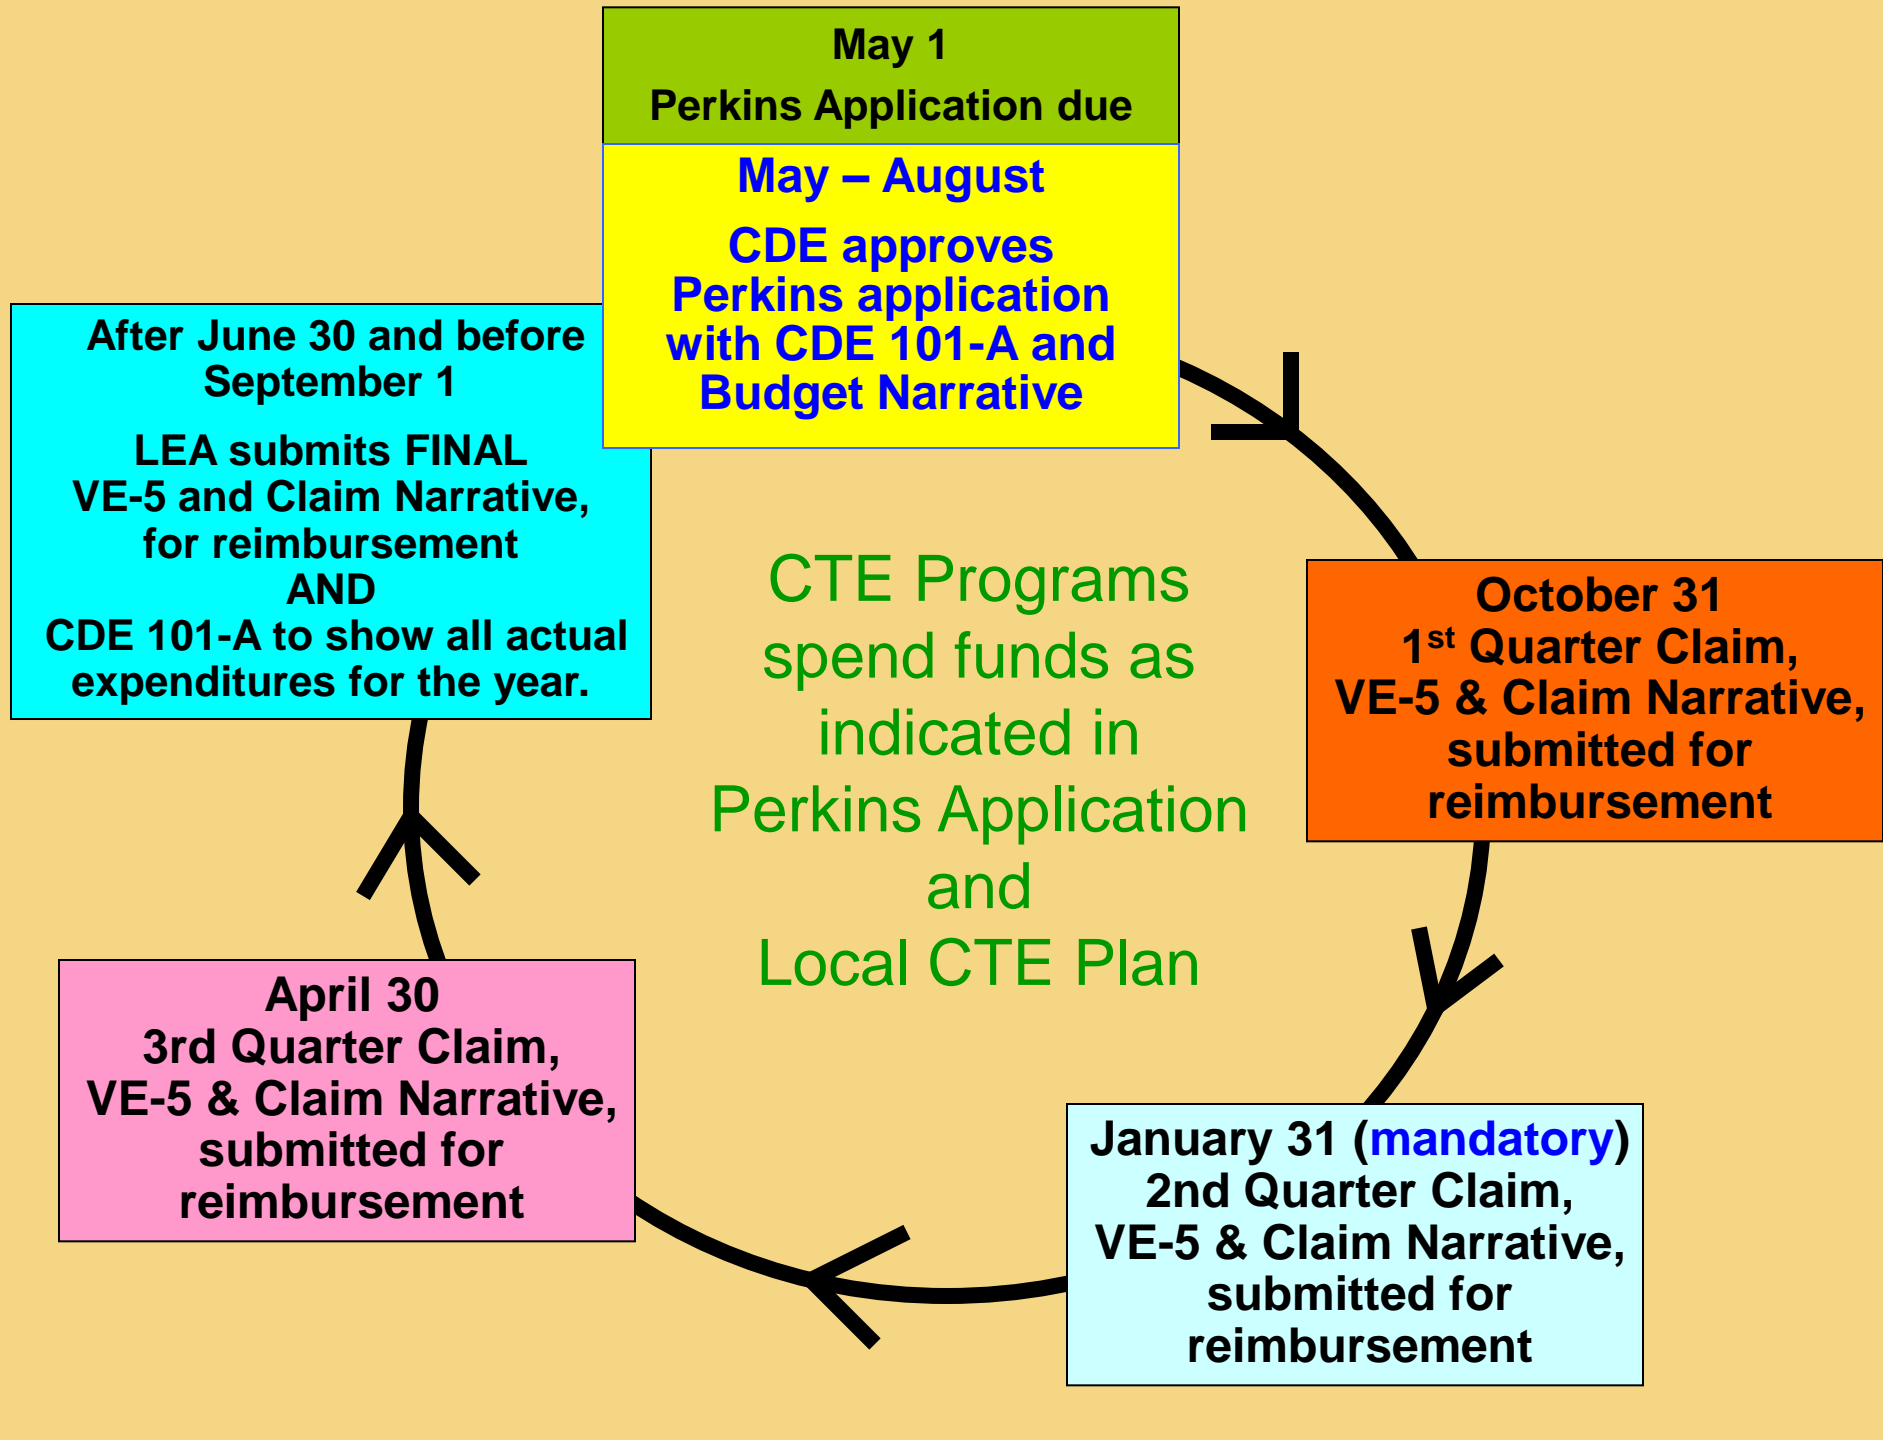 May 1
Perkins Application due
May – August
CDE approves
Perkins application
with CDE 101-A and
Budget Narrative
October 31
1st Quarter Claim,
VE-5 & Claim Narrative,
submitted for
reimbursement
January 31 (mandatory)
2nd Quarter Claim,
VE-5 & Claim Narrative,
submitted for
reimbursement
April 30
3rd Quarter Claim,
VE-5 & Claim Narrative,
submitted for
reimbursement
After June 30 and before
September 1
LEA submits FINAL
VE-5 and Claim Narrative,
for reimbursement
AND
CDE 101-A to show all actual
expenditures for the year.
CTE Programs
spend funds as
indicated in
Perkins Application
and
Local CTE Plan